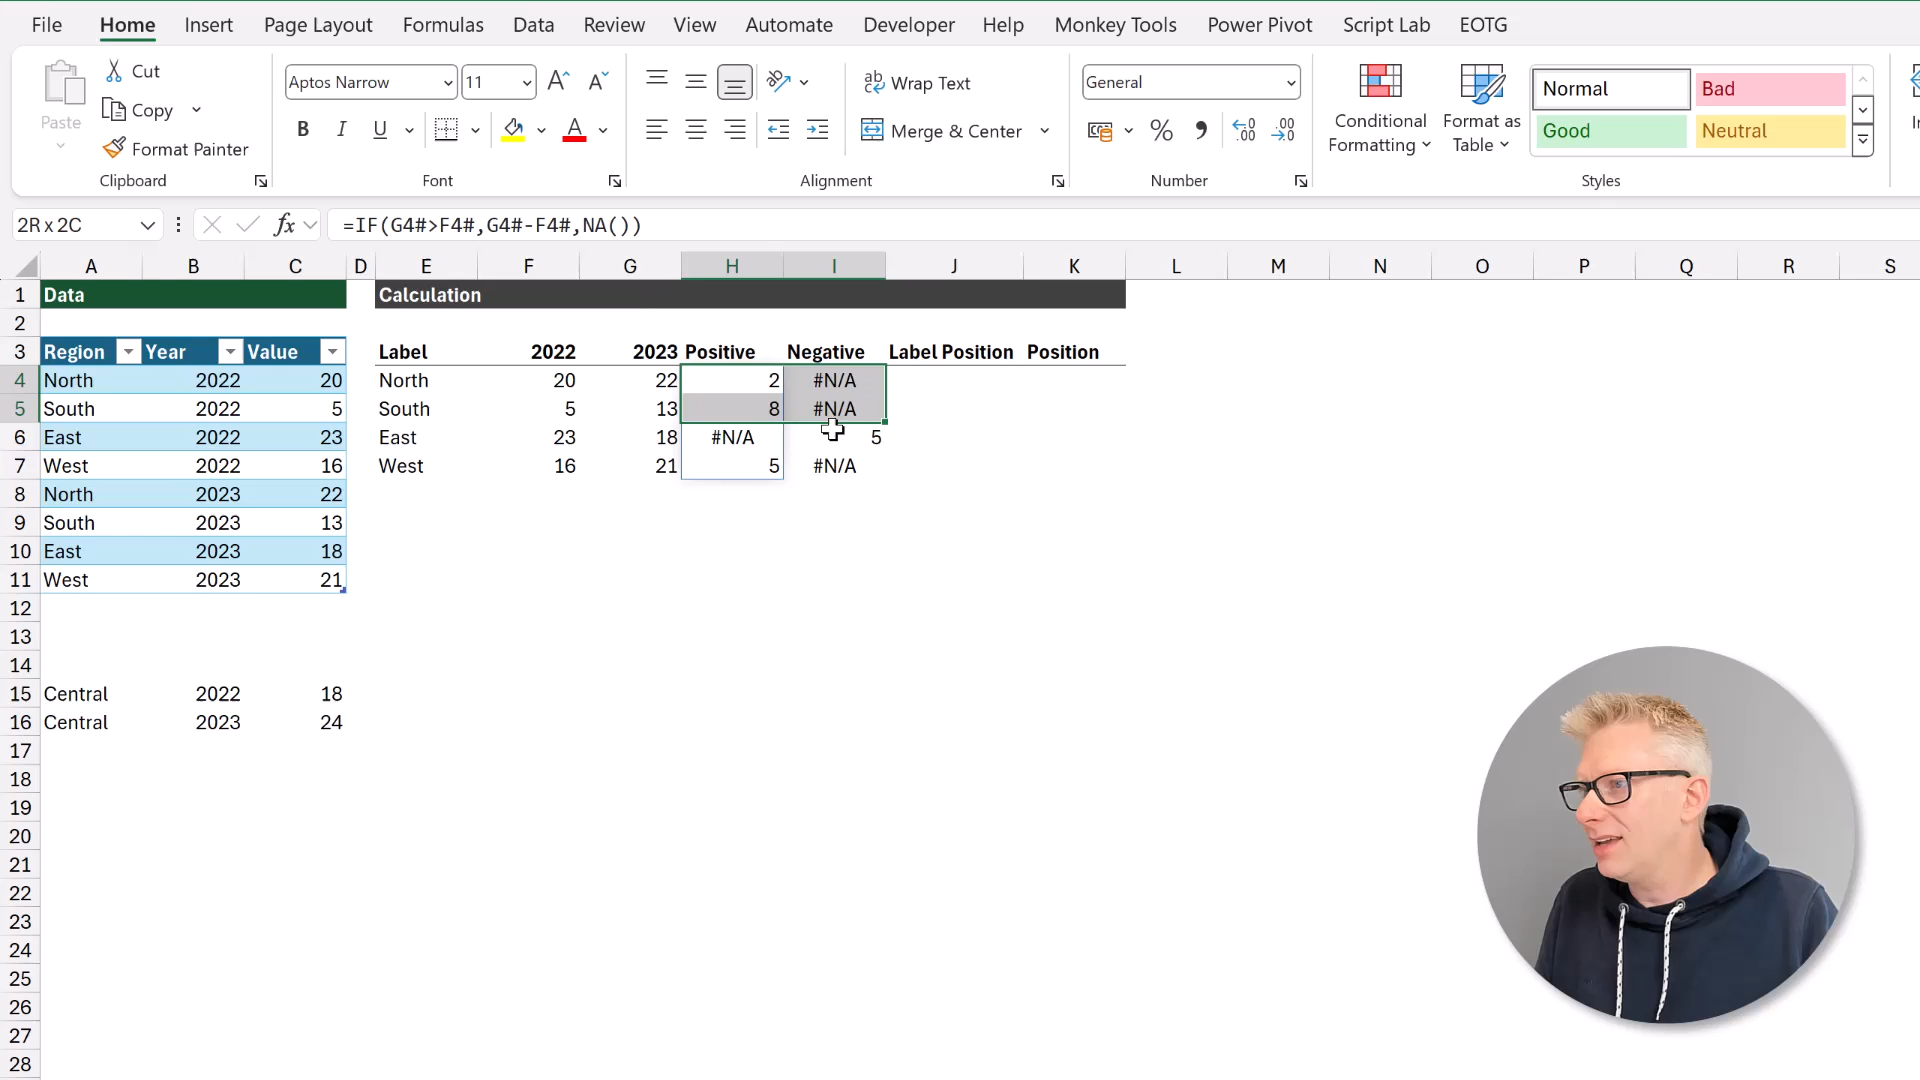 File Home Insert Page Layout Formulas Data Review View Automate Developer Help Monkey Tools Power Pivot Script Lab EOTG
Paste Cut Copy Format Painter Clipboard
Aptos Narrow 11 A A B I U A Font
ab Wrap Text Merge & Center Alignment
General % , Number
Conditional Formatting Format as Table
Normal Bad Good Neutral Styles
2R x 2C fx =IF(G4#>F4#,G4#-F4#,NA())
A B C D E F G H I J K L M N O P Q R S
1 Data Calculation
2
3 Region Year Value Label 2022 2023 Positive Negative Label Position Position
4 North 2022 20 North 20 22 2 #N/A
5 South 2022 5 South 5 13 8 #N/A
6 East 2022 23 East 23 18 #N/A 5
7 West 2022 16 West 16 21 5 #N/A
8 North 2023 22
9 South 2023 13
10 East 2023 18
11 West 2023 21
12
13
14
15 Central 2022 18
16 Central 2023 24
17
18
19
20
21
22
23
24
25
26
27
28